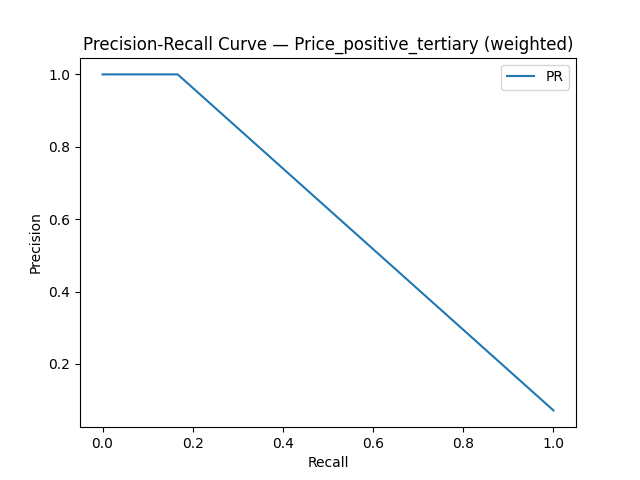 Precision-Recall Curve — Price_positive_tertiary (weighted)
PR
1.0
0.8
0.6
0.4
0.2
Precision
0.0 0.2 0.4 0.6 0.8 1.0
Recall